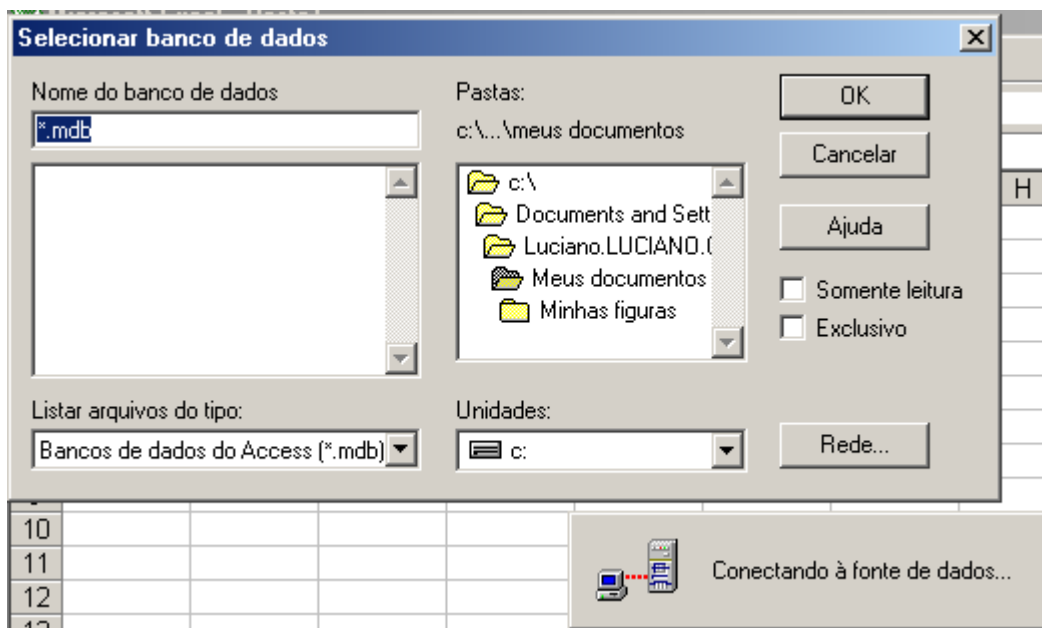 Selecionar banco de dados
Nome do banco de dados
*.mdb
Pastas:
c:\...\meus documentos
c:\
Documents and Sett
Luciano.LUCIANO.
Meus documentos
Minhas figuras
OK
Cancelar
Ajuda
Somente leitura
Exclusivo
Listar arquivos do tipo:
Bancos de dados do Access (*.mdb)
Unidades:
c:
Rede...
H
10
11
12
Conectando à fonte de dados...